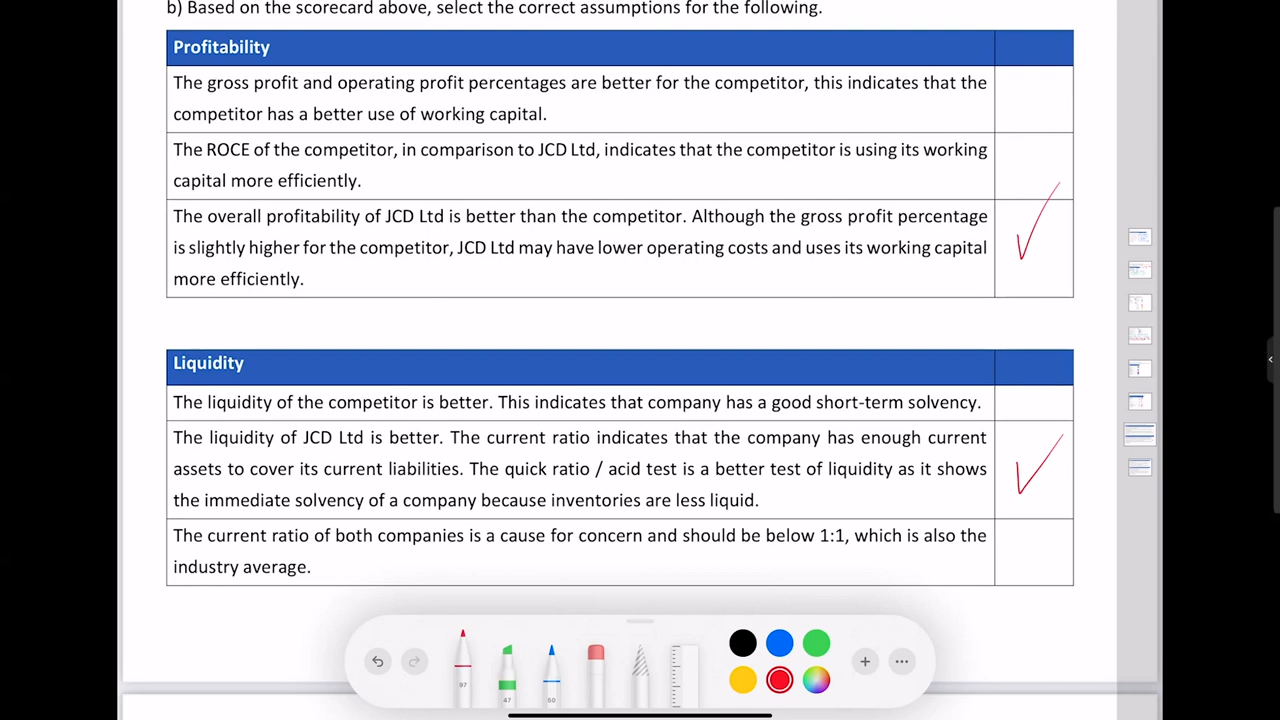 b) Based on the scorecard above, select the correct assumptions for the following.
Profitability
The gross profit and operating profit percentages are better for the competitor, this indicates that the
competitor has a better use of working capital.
The ROCE of the competitor, in comparison to JCD Ltd, indicates that the competitor is using its working
capital more efficiently.
The overall profitability of JCD Ltd is better than the competitor. Although the gross profit percentage
is slightly higher for the competitor, JCD Ltd may have lower operating costs and uses its working capital
more efficiently.
Liquidity
The liquidity of the competitor is better. This indicates that company has a good short-term solvency.
The liquidity of JCD Ltd is better. The current ratio indicates that the company has enough current
assets to cover its current liabilities. The quick ratio / acid test is a better test of liquidity as it shows
the immediate solvency of a company because inventories are less liquid.
The current ratio of both companies is a cause for concern and should be below 1:1, which is also the
industry average.
97
47
50